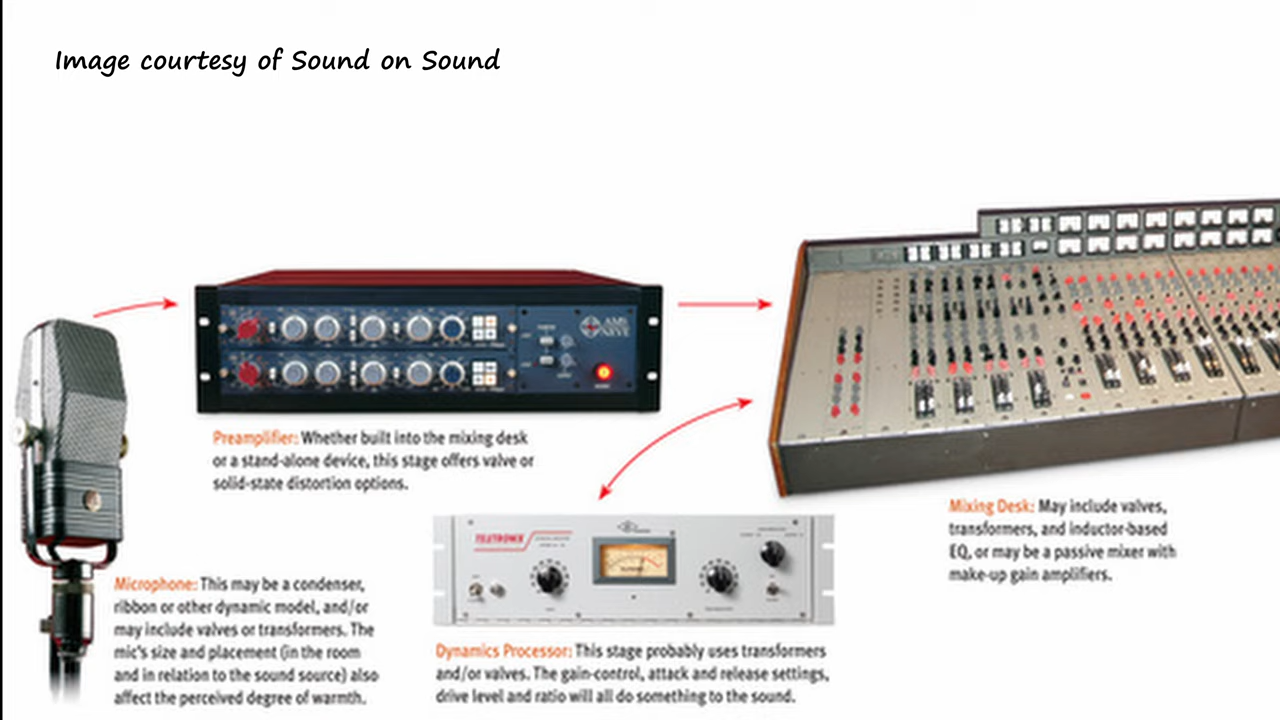 Image courtesy of Sound on Sound
AMS
NEVE
Preamplifier: Whether built into the mixing desk
or a stand-alone device, this stage offers valve or
solid-state distortion options.
Mixing Desk: May include valves,
transformers, and inductor-based
EQ, or may be a passive mixer with
make-up gain amplifiers.
TELETRONIX
Microphone: This may be a condenser,
ribbon or other dynamic model, and/or
may include valves or transformers. The
mic's size and placement (in the room
and in relation to the sound source) also
affect the perceived degree of warmth.
Dynamics Processor: This stage probably uses transformers
and/or valves. The gain-control, attack and release settings,
drive level and ratio will all do something to the sound.